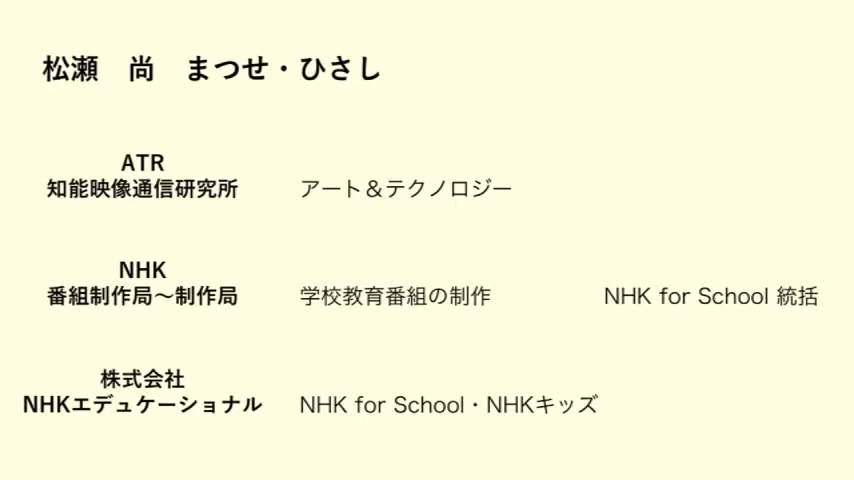 松瀬　尚　まつせ・ひさし
ATR
知能映像通信研究所　アート＆テクノロジー
NHK
番組制作局〜制作局　学校教育番組の制作　NHK for School 統括
株式会社
NHKエデュケーショナル　NHK for School・NHKキッズ